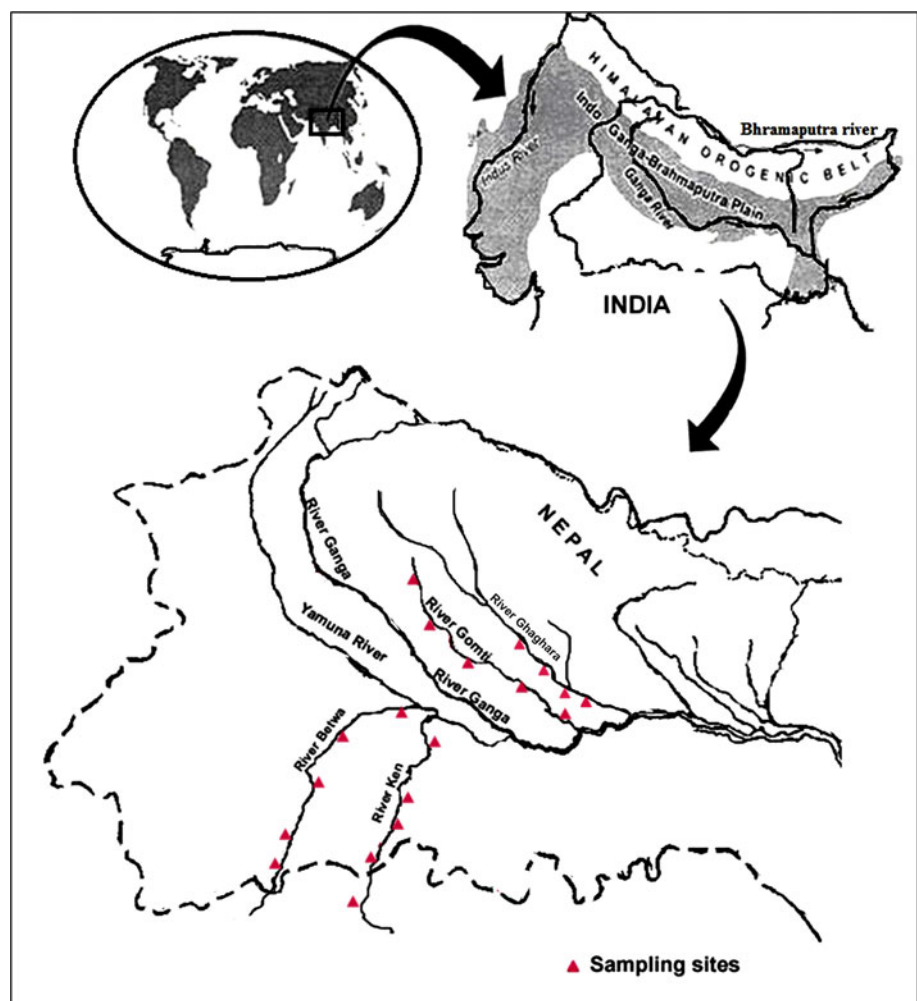 HIMALAYAN OROGENIC BELT
Bhramaputra river
Indus River
Indo-Ganga-Brahmaputra Plain
Ganga River
INDIA
NEPAL
River Ganga
River Ghaghara
River Gomti
Yamuna River
River Ganga
River Betwa
River Ken
Sampling sites